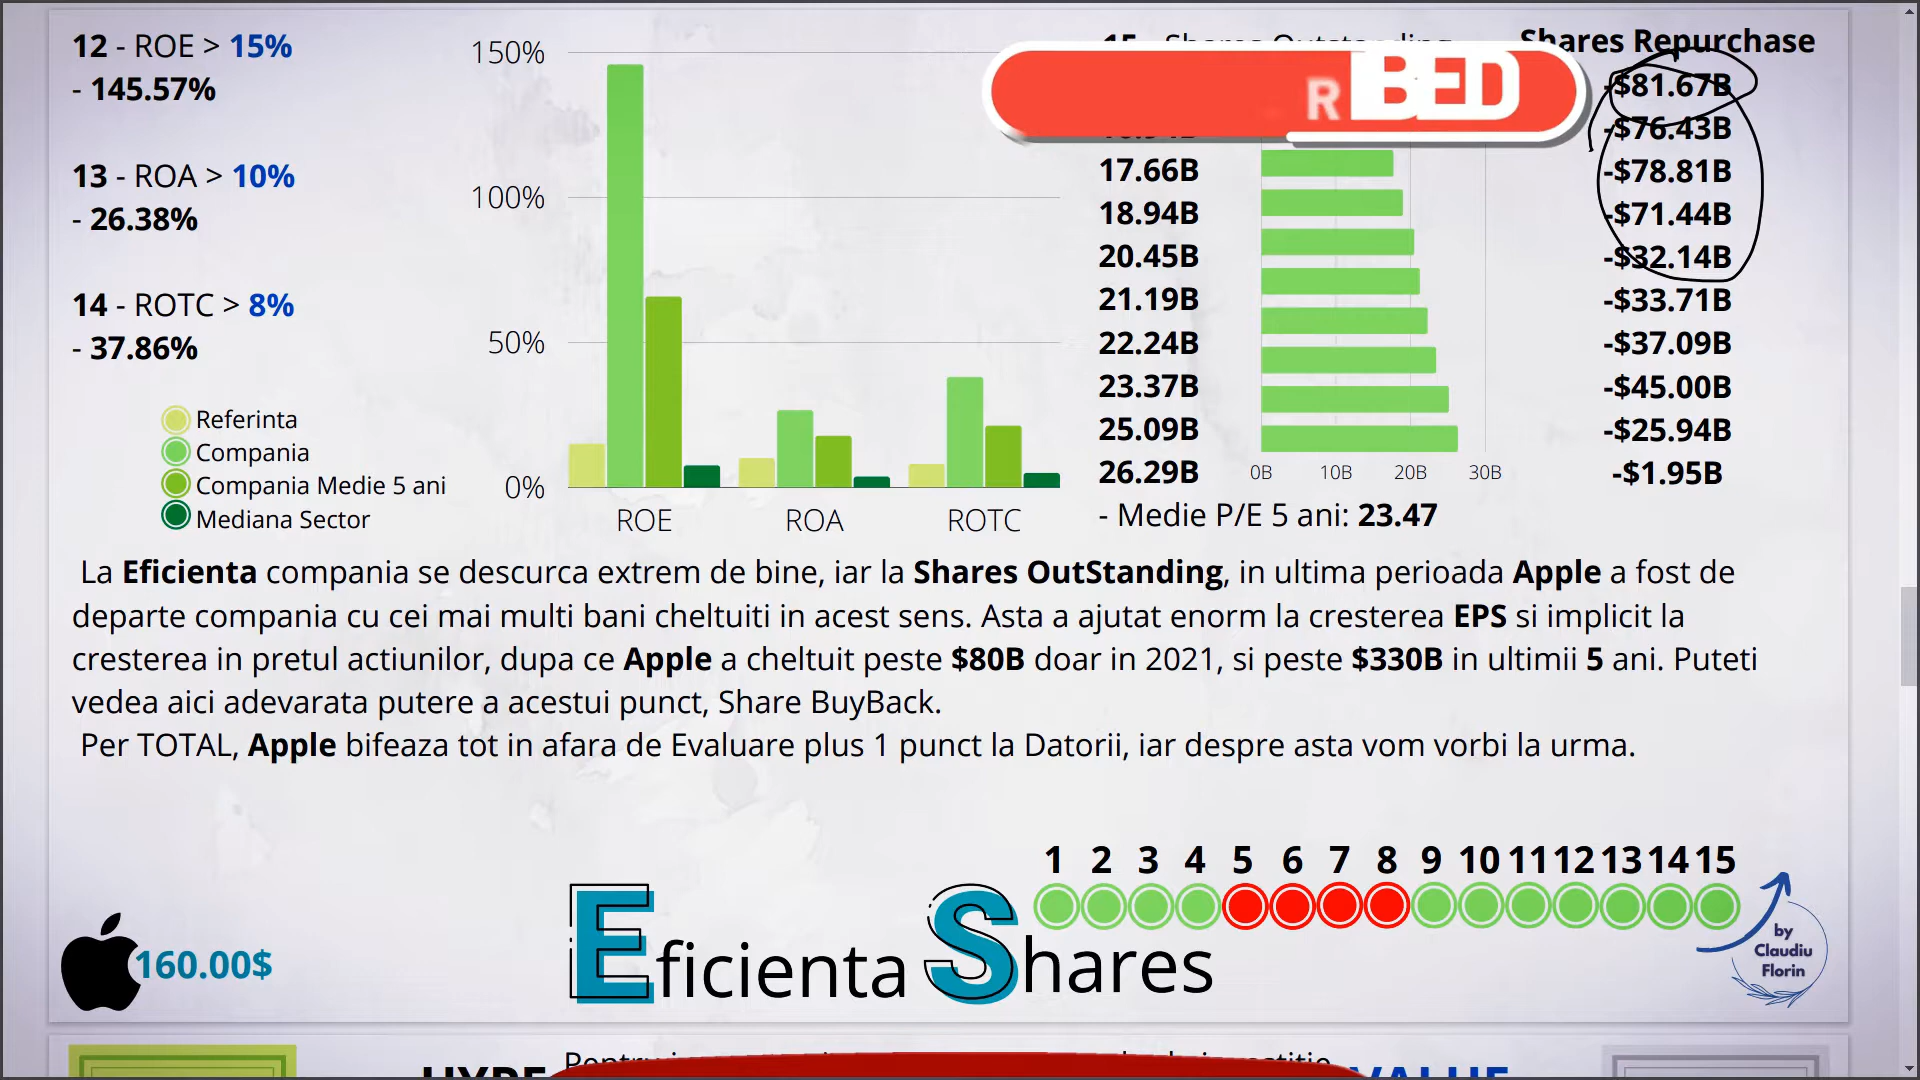 12 - ROE > 15%
- 145.57%
13 - ROA > 10%
- 26.38%
14 - ROTC > 8%
- 37.86%
Referinta
Compania
Compania Medie 5 ani
Mediana Sector
150%
100%
50%
0%
ROE ROA ROTC
15 - Shares Outstanding
R BED
17.66B
18.94B
20.45B
21.19B
22.24B
23.37B
25.09B
26.29B
0B 10B 20B 30B
- Medie P/E 5 ani: 23.47
Shares Repurchase
-$81.67B
-$76.43B
-$78.81B
-$71.44B
-$32.14B
-$33.71B
-$37.09B
-$45.00B
-$25.94B
-$1.95B
La Eficienta compania se descurca extrem de bine, iar la Shares OutStanding, in ultima perioada Apple a fost de
departe compania cu cei mai multi bani cheltuiti in acest sens. Asta a ajutat enorm la cresterea EPS si implicit la
cresterea in pretul actiunilor, dupa ce Apple a cheltuit peste $80B doar in 2021, si peste $330B in ultimii 5 ani. Puteti
vedea aici adevarata putere a acestui punct, Share BuyBack.
Per TOTAL, Apple bifeaza tot in afara de Evaluare plus 1 punct la Datorii, iar despre asta vom vorbi la urma.
1 2 3 4 5 6 7 8 9 10 11 12 13 14 15
160.00$
Eficienta Shares
by
Claudiu
Florin
HYPE
VALUE